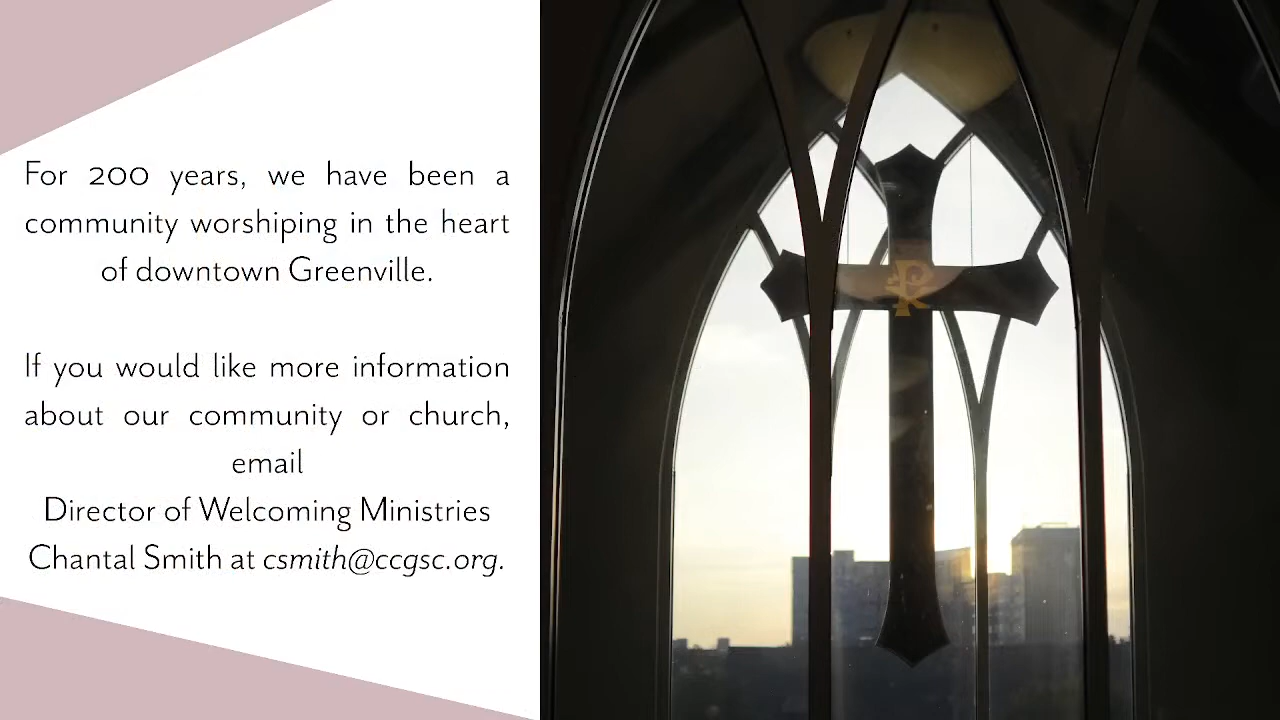 For 200 years, we have been a
community worshiping in the heart
of downtown Greenville.
If you would like more information
about our community or church,
email
Director of Welcoming Ministries
Chantal Smith at csmith@ccgsc.org.